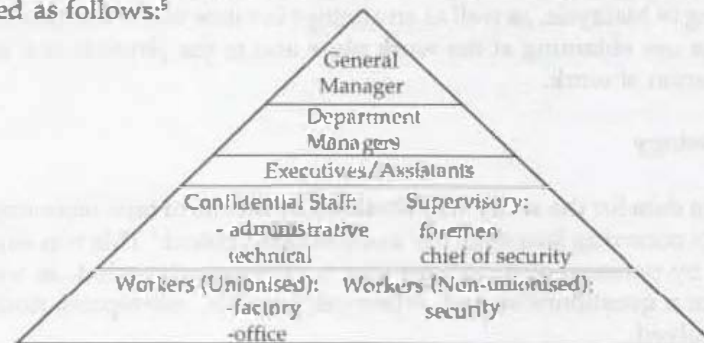 ed as follows:⁵
General
Manager
Department
Managers
Executives/Assistants
Confidential Staff: Supervisory:
- administrative foremen
technical chief of security
Workers (Unionised): Workers (Non-unionised):
-factory security
-office